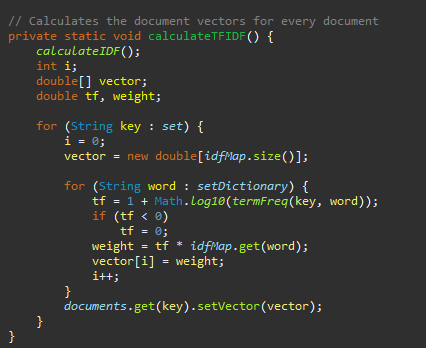 // Calculates the document vectors for every document
private static void calculateTFIDF() {
    calculateIDF();
    int i;
    double[] vector;
    double tf, weight;

    for (String key : set) {
        i = 0;
        vector = new double[idfMap.size()];

        for (String word : setDictionary) {
            tf = 1 + Math.log10(termFreq(key, word));
            if (tf < 0)
                tf = 0;
            weight = tf * idfMap.get(word);
            vector[i] = weight;
            i++;
        }
        documents.get(key).setVector(vector);
    }
}